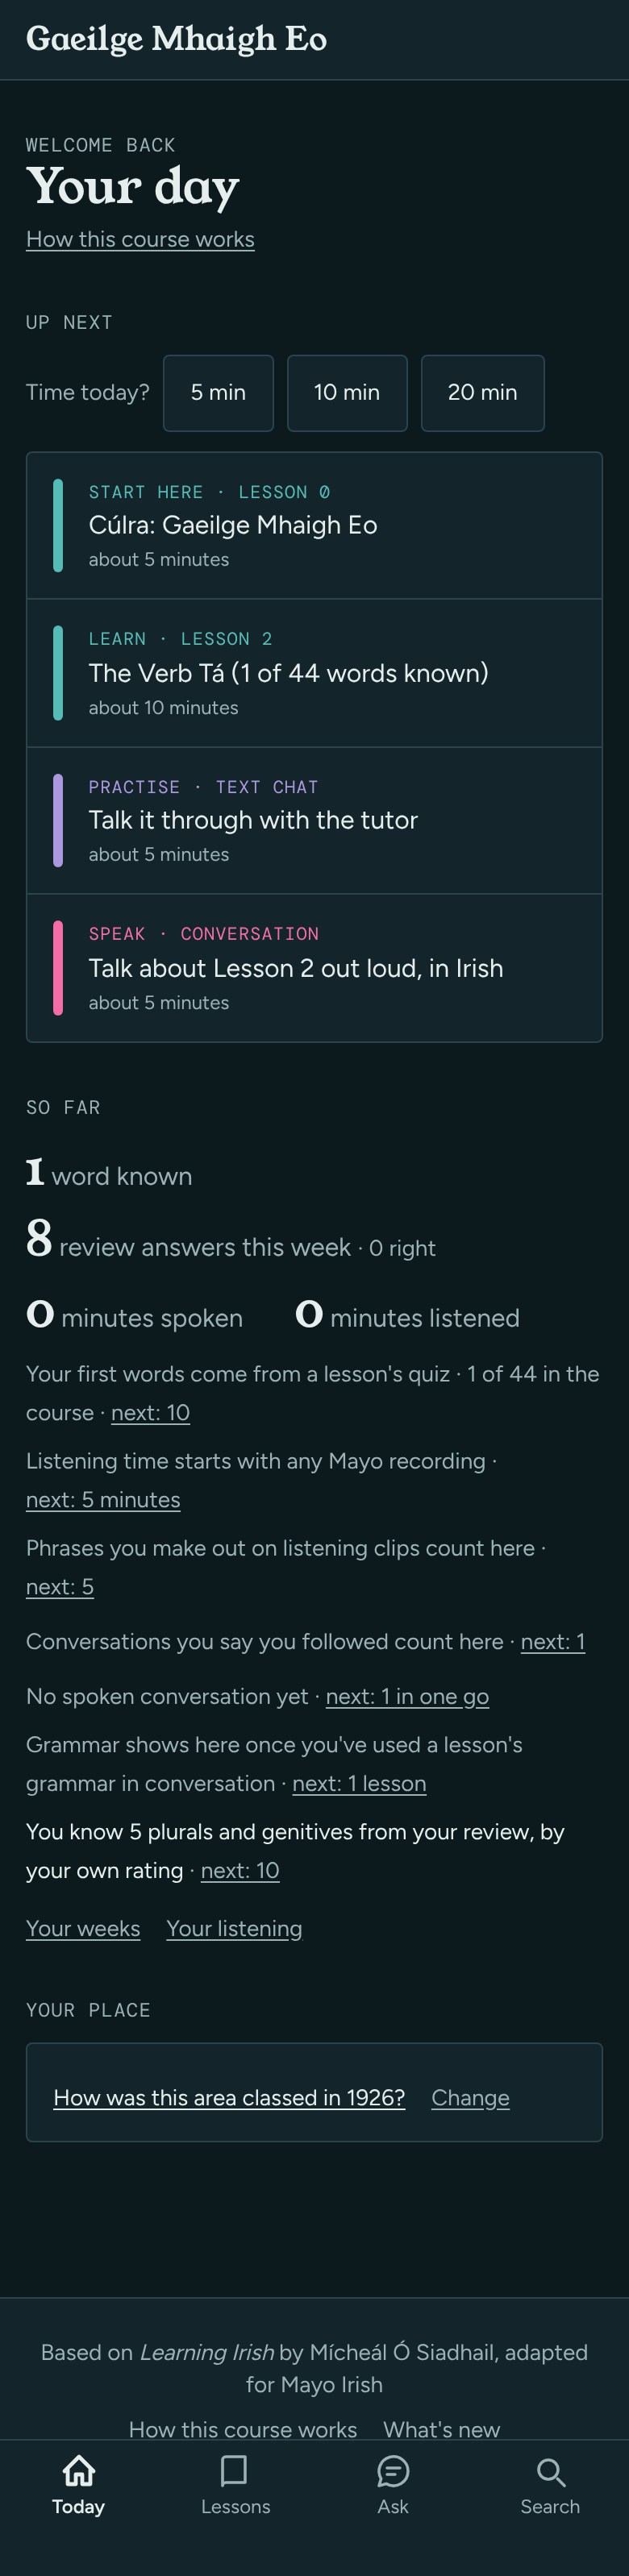 Gaeilge Mhaigh Eo
WELCOME BACK
Your day
How this course works
UP NEXT
Time today? 5 min 10 min 20 min
START HERE · LESSON 0
Cúlra: Gaeilge Mhaigh Eo
about 5 minutes
LEARN · LESSON 2
The Verb Tá (1 of 44 words known)
about 10 minutes
PRACTISE · TEXT CHAT
Talk it through with the tutor
about 5 minutes
SPEAK · CONVERSATION
Talk about Lesson 2 out loud, in Irish
about 5 minutes
SO FAR
1 word known
8 review answers this week · 0 right
0 minutes spoken 0 minutes listened
Your first words come from a lesson's quiz · 1 of 44 in the
course · next: 10
Listening time starts with any Mayo recording ·
next: 5 minutes
Phrases you make out on listening clips count here ·
next: 5
Conversations you say you followed count here · next: 1
No spoken conversation yet · next: 1 in one go
Grammar shows here once you've used a lesson's
grammar in conversation · next: 1 lesson
You know 5 plurals and genitives from your review, by
your own rating · next: 10
Your weeks Your listening
YOUR PLACE
How was this area classed in 1926? Change
Based on Learning Irish by Mícheál Ó Siadhail, adapted
for Mayo Irish
How this course works What's new
Today Lessons Ask Search